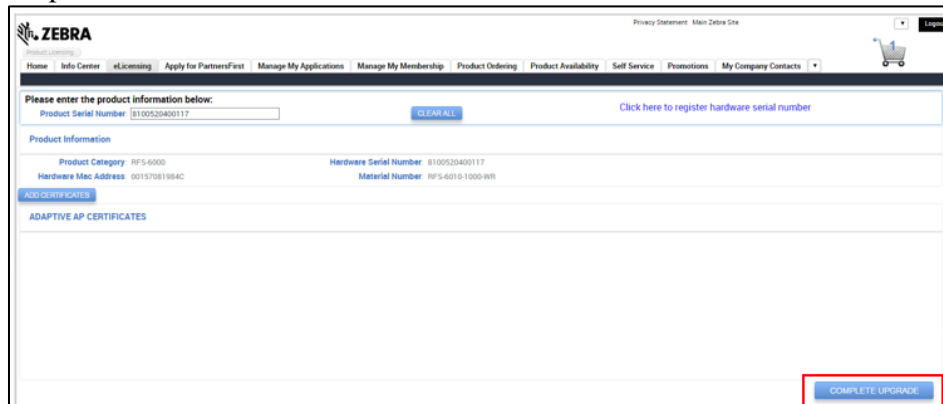 Privacy Statement Main Zebra Site
ZEBRA
Logou
Product Licensing
1
Home Info Center eLicensing Apply for PartnersFirst Manage My Applications Manage My Membership Product Ordering Product Availability Self Service Promotions My Company Contacts
Please enter the product information below:
Product Serial Number 8100520400117 CLEAR ALL Click here to register hardware serial number
Product Information
Product Category RFS-6000 Hardware Serial Number 8100520400117
Hardware Mac Address 00157081984C Material Number RFS-6010-1000-WR
ADD CERTIFICATES
ADAPTIVE AP CERTIFICATES
COMPLETE UPGRADE